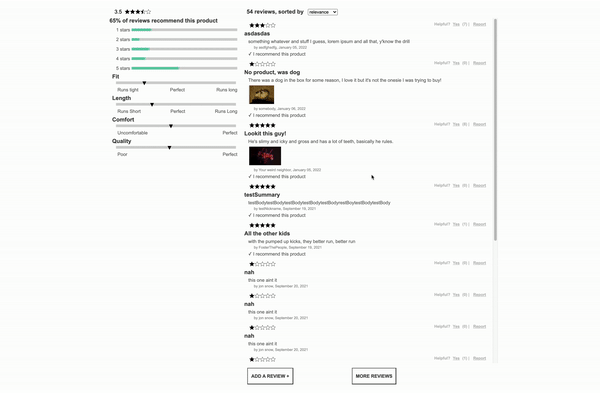 3.5 ★★★⯪☆
65% of reviews recommend this product
1 stars
2 stars
3 stars
4 stars
5 stars
Fit
Runs tight Perfect Runs long
Length
Runs Short Perfect Runs Long
Comfort
Uncomfortable Perfect
Quality
Poor Perfect
54 reviews, sorted by relevance
Helpful? Yes (7) | Report
asdasdas
something whatever and stuff I guess, lorem ipsum and all that, y'know the drill
✓ I recommend this product
Helpful? Yes Report
No product, was dog
There was a dog in the box for some reason, I love it but it's not the onesie I was trying to buy!
by somebody, January 05, 2022
✓ I recommend this product
Helpful? Yes Report
Lookit this guy!
He's slimy and icky and gross and has a lot of teeth, basically he rules.
by Your weird neighbor, January 05, 2022
✓ I recommend this product
Helpful? Yes Report
testSummary
by testNickname, September 16, 2021
✓ I recommend this product
Helpful? Yes (1) | Report
All the other kids
with the pumped up kicks, they better run, better run
by FosterThePeople, September 16, 2021
✓ I recommend this product
Helpful? Yes (0) | Report
nah
this one aint it
by jon snow, September 20, 2021
Helpful? Yes (0) | Report
nah
this one aint it
by jon snow, September 20, 2021
Helpful? Yes (0) | Report
nah
this one aint it
by jon snow, September 20, 2021
Helpful? Yes (0) | Report
ADD A REVIEW + MORE REVIEWS